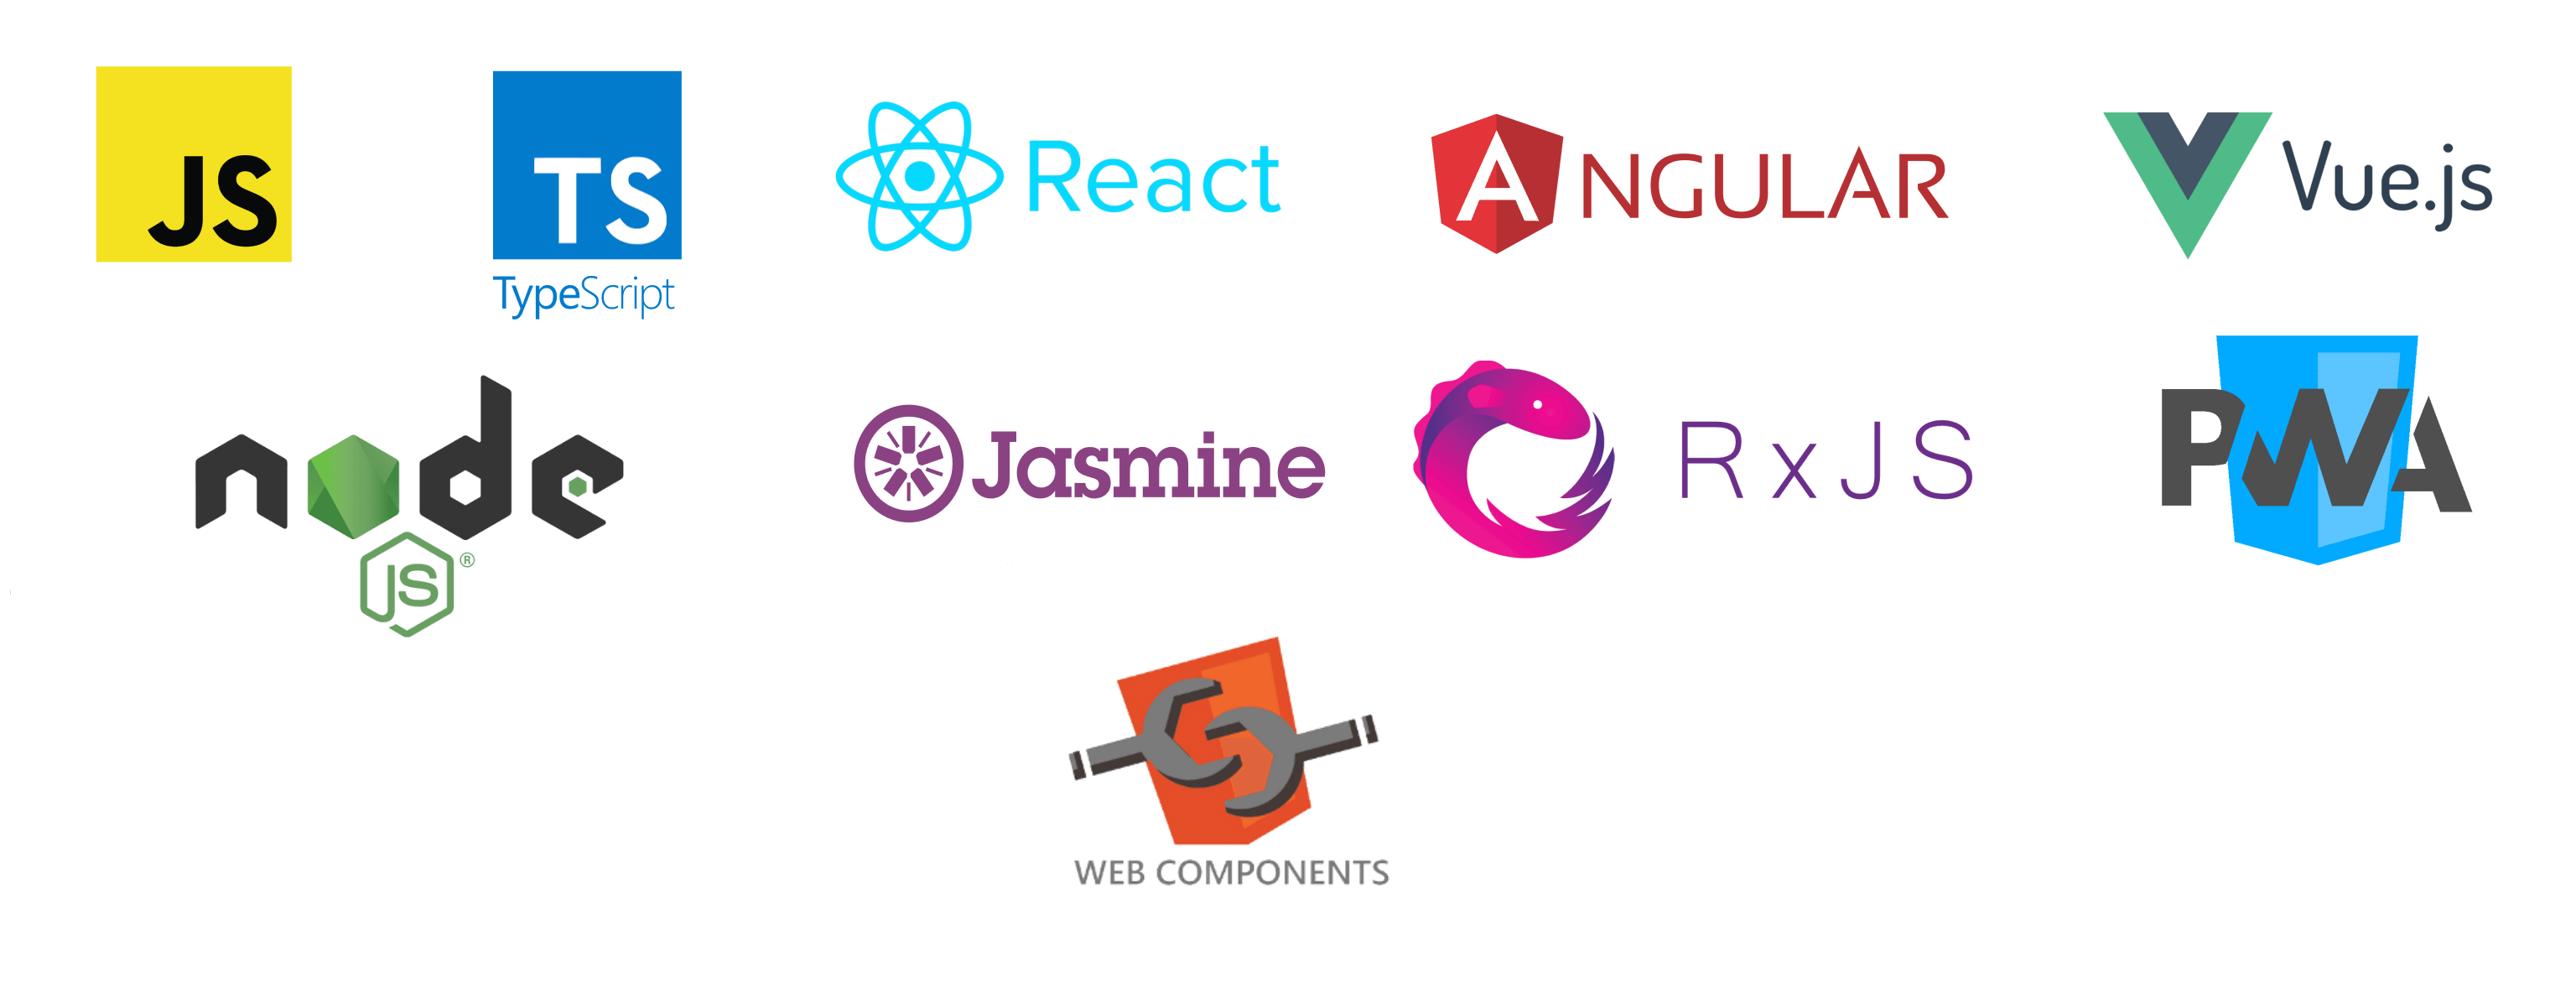 JS
TS
TypeScript
React
ANGULAR
Vue.js
node
JS®
Jasmine
RxJS
PWA
WEB COMPONENTS